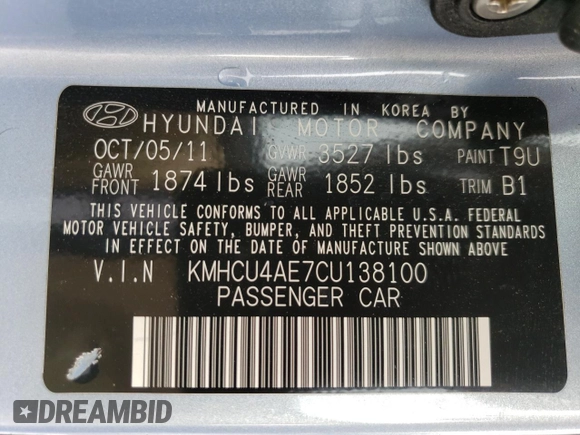 MANUFACTURED IN KOREA BY
HYUNDAI MOTOR COMPANY
OCT/05/11 GVWR 3527 lbs PAINT T9U
GAWR FRONT 1874 lbs GAWR REAR 1852 lbs TRIM B1
THIS VEHICLE CONFORMS TO ALL APPLICABLE U.S.A. FEDERAL
MOTOR VEHICLE SAFETY, BUMPER, AND THEFT PREVENTION STANDARDS
IN EFFECT ON THE DATE OF MANUFACTURE SHOWN ABOVE
V.I.N KMHCU4AE7CU138100
PASSENGER CAR
DREAMBID